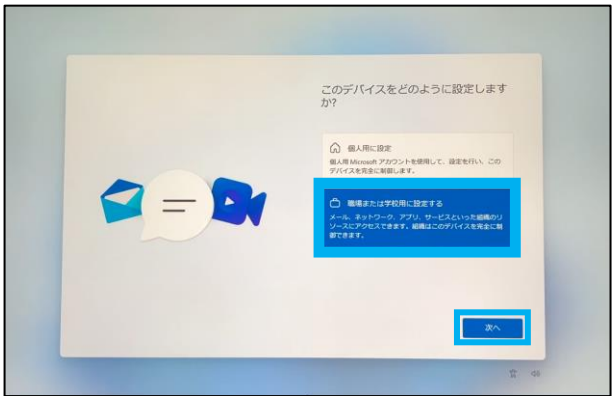 このデバイスをどのように設定します
か?
個人用に設定
個人用 Microsoft アカウントを使用して、設定を行い、この
デバイスを完全に制御します。
職場または学校用に設定する
メール、ネットワーク、アプリ、サービスといった組織のリ
ソースにアクセスできます。組織はこのデバイスを完全に制
御できます。
次へ